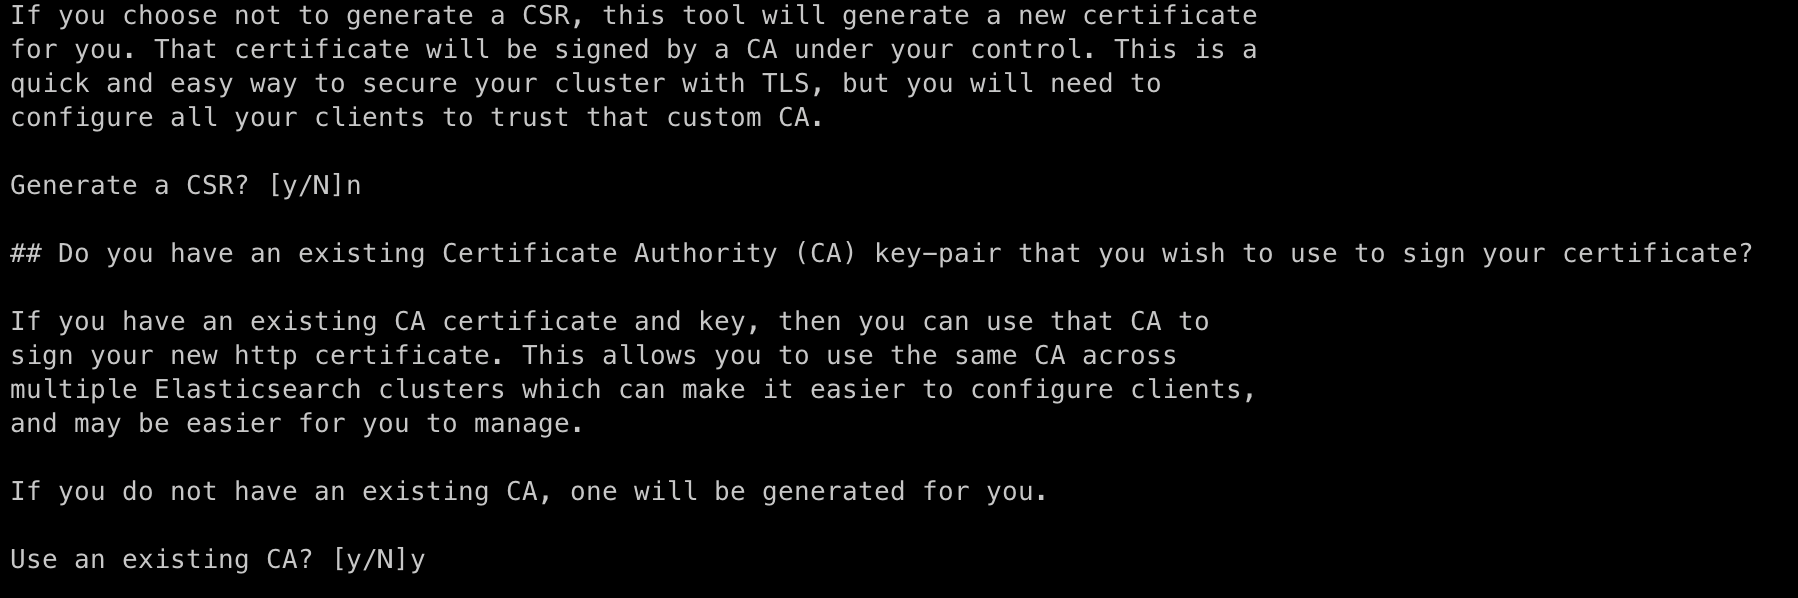 If you choose not to generate a CSR, this tool will generate a new certificate
for you. That certificate will be signed by a CA under your control. This is a
quick and easy way to secure your cluster with TLS, but you will need to
configure all your clients to trust that custom CA.
Generate a CSR? [y/N]n
## Do you have an existing Certificate Authority (CA) key-pair that you wish to use to sign your certificate?
If you have an existing CA certificate and key, then you can use that CA to
sign your new http certificate. This allows you to use the same CA across
multiple Elasticsearch clusters which can make it easier to configure clients,
and may be easier for you to manage.
If you do not have an existing CA, one will be generated for you.
Use an existing CA? [y/N]y